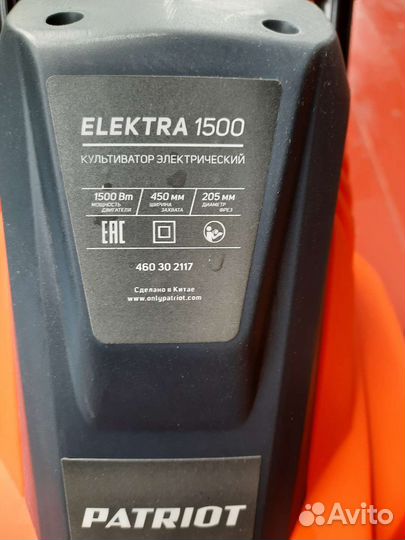 ELEKTRA 1500
КУЛЬТИВАТОР ЭЛЕКТРИЧЕСКИЙ
1500 Вт 450 мм 205 мм
МОЩНОСТЬ ШИРИНА ДИАМЕТР
ДВИГАТЕЛИ ЗАХВАТА ФРЕЗ
EAC
460 30 2117
Сделано в Китае
www.onlypatriot.com
PATRIOT
Avito